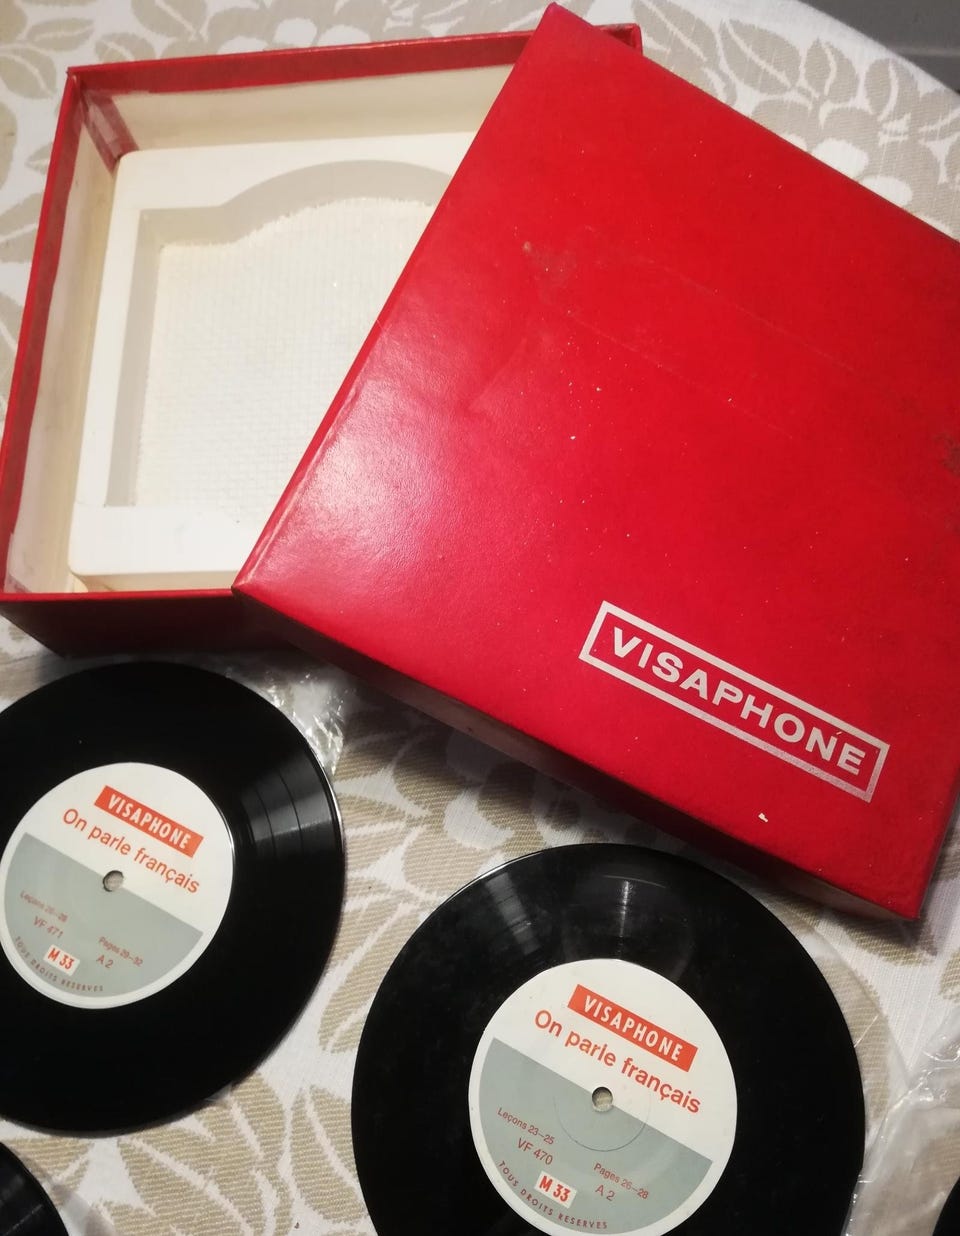 VISAPHONE
VISAPHONE
On parle français
Leçons 26–28
VF 471
Pages 29–32
A 2
M 33
TOUS DROITS RESERVES
VISAPHONE
On parle français
Leçons 23–25
VF 470
Pages 26–28
A 2
M 33
TOUS DROITS RESERVES